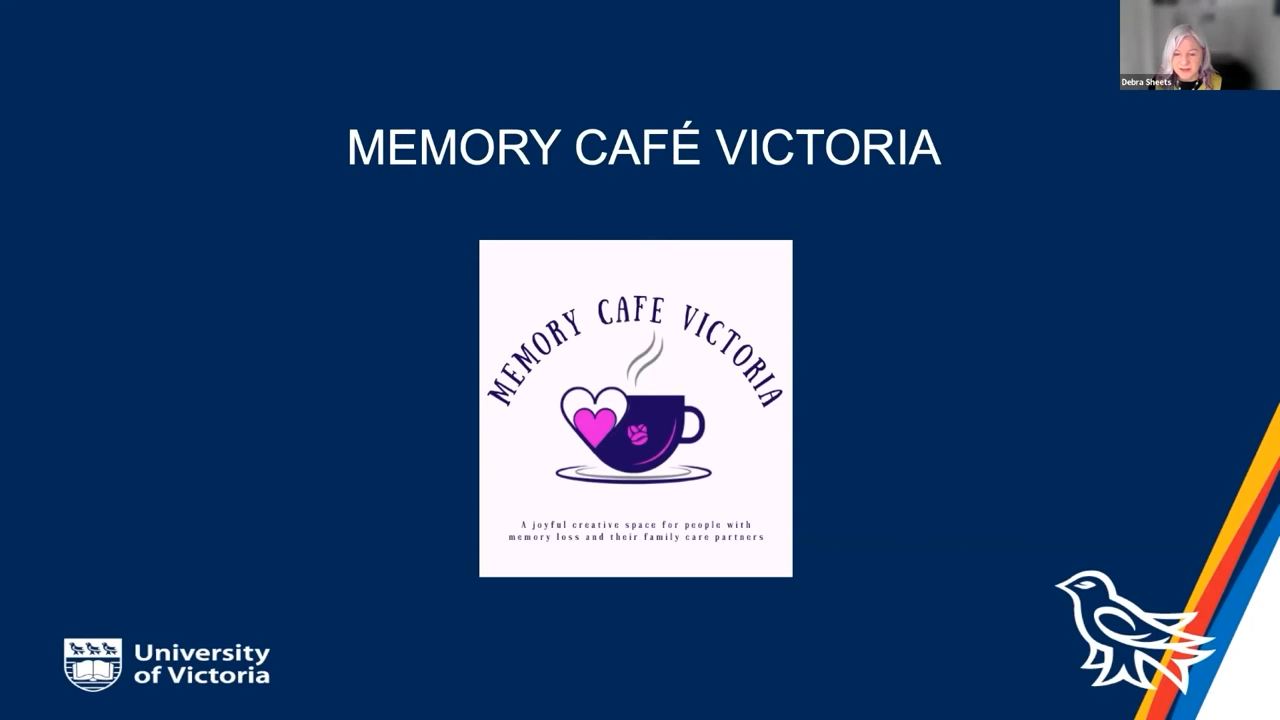 Debra Sheets
MEMORY CAFÉ VICTORIA
MEMORY CAFE VICTORIA
A joyful creative space for people with
memory loss and their family care partners
University
of Victoria